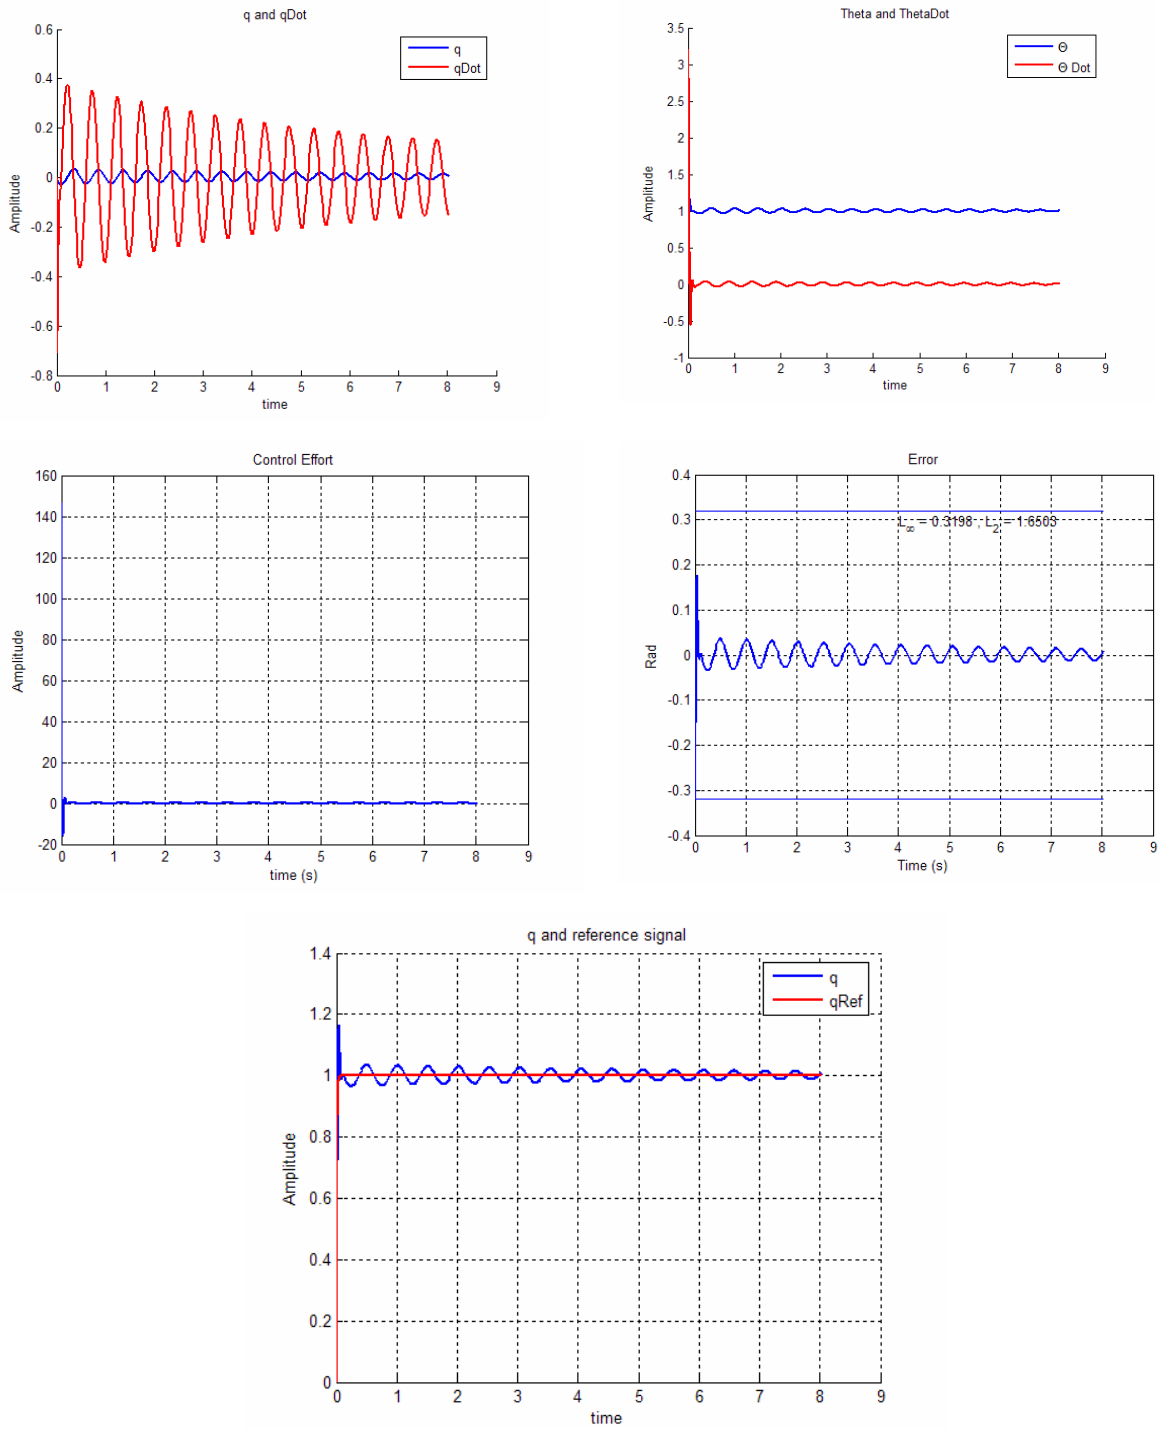 q and qDot
0.6
0.4
0.2
0
-0.2
-0.4
-0.6
-0.8
0 1 2 3 4 5 6 7 8 9
Amplitude
time
q
qDot
Theta and ThetaDot
3.5
3
2.5
2
1.5
1
0.5
0
-0.5
-1
0 1 2 3 4 5 6 7 8 9
Amplitude
time
Θ
Θ Dot
Control Effort
160
140
120
100
80
60
40
20
0
-20
0 1 2 3 4 5 6 7 8 9
Amplitude
time (s)
Error
0.4
0.3
0.2
0.1
0
-0.1
-0.2
-0.3
-0.4
0 1 2 3 4 5 6 7 8 9
Rad
Time (s)
L∞ = 0.3198 , L2 = 1.6503
q and reference signal
1.4
1.2
1
0.8
0.6
0.4
0.2
0
0 1 2 3 4 5 6 7 8 9
Amplitude
time
q
qRef